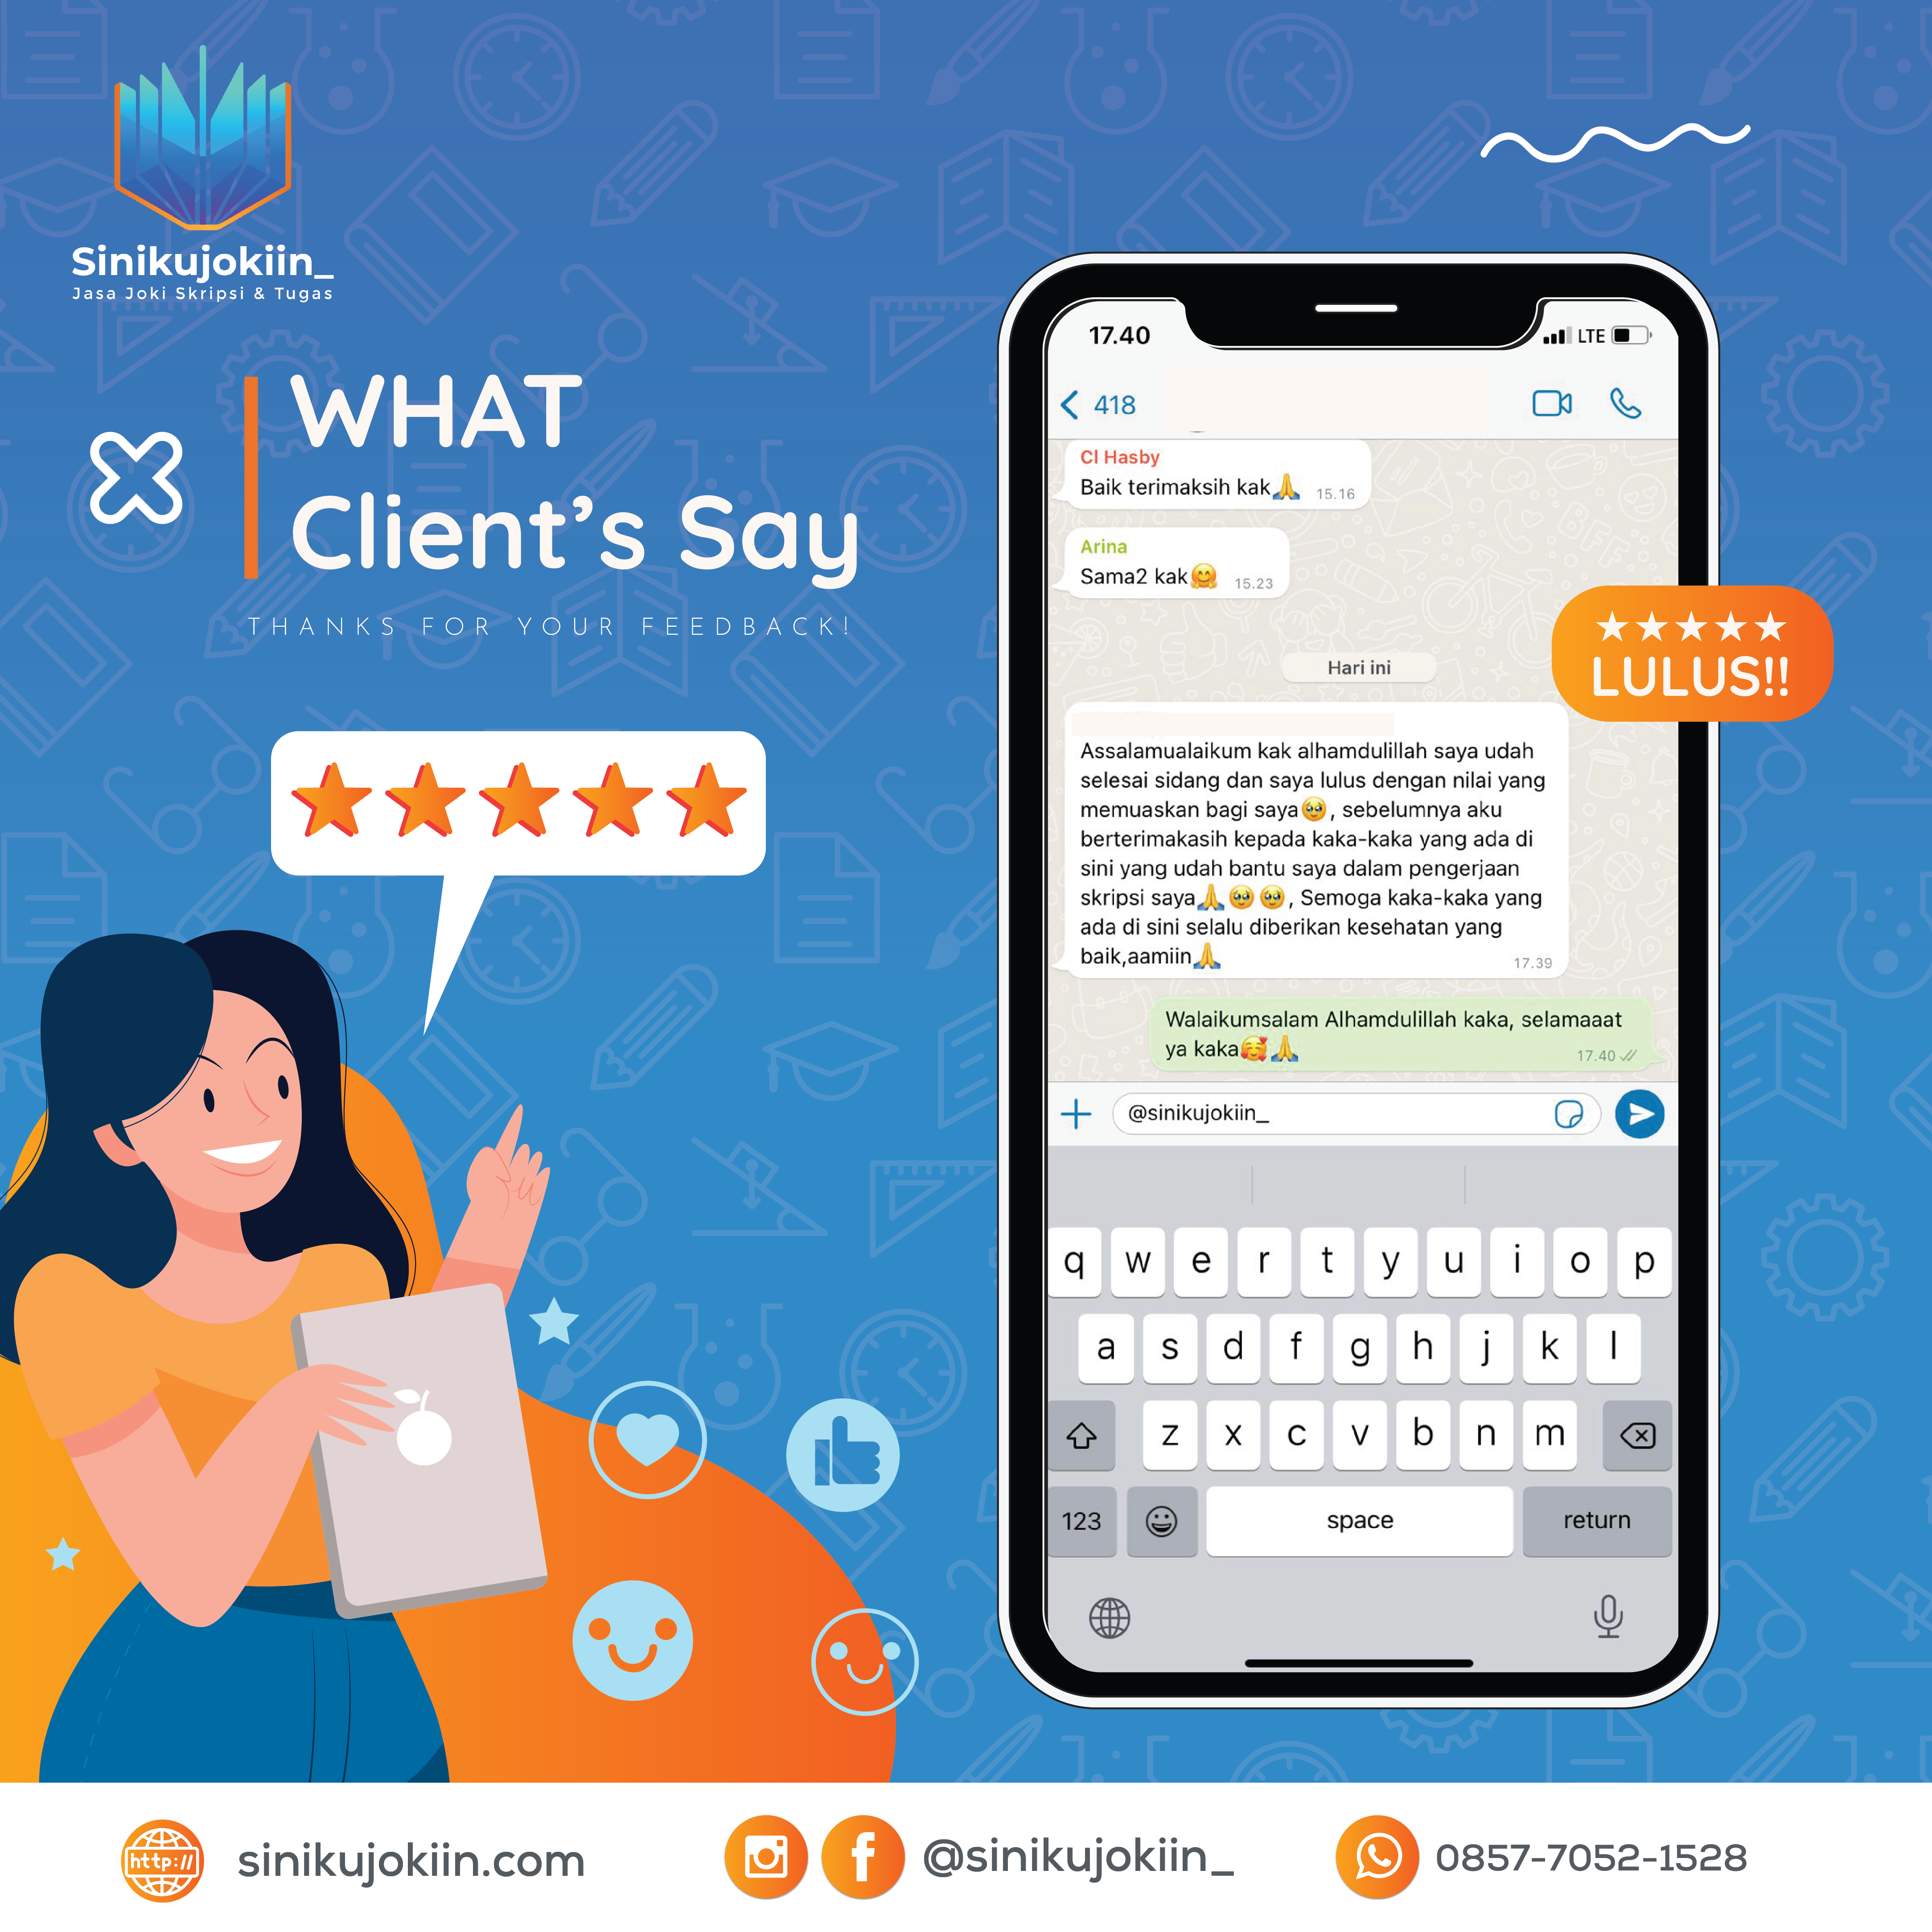 Sinikujokiin_
Jasa Joki Skripsi & Tugas
WHAT
Client's Say
THANKS FOR YOUR FEEDBACK!
17.40
LTE
418
Cl Hasby
Baik terimaksih kak🙏 15.16
Arina
Sama2 kak🤗 15.23
Hari ini
LULUS!!
Assalamualaikum kak alhamdulillah saya udah
selesai sidang dan saya lulus dengan nilai yang
memuaskan bagi saya🥹, sebelumnya aku
berterimakasih kepada kaka-kaka yang ada di
sini yang udah bantu saya dalam pengerjaan
skripsi saya🙏🥹🥹, Semoga kaka-kaka yang
ada di sini selalu diberikan kesehatan yang
baik,aamiin🙏 17.39
Walaikumsalam Alhamdulillah kaka, selamaaat
ya kaka🥰🙏 17.40
@sinikujokiin_
q w e r t y u i o p
a s d f g h j k l
z x c v b n m
123 space return
http://
sinikujokiin.com
@sinikujokiin_
0857-7052-1528